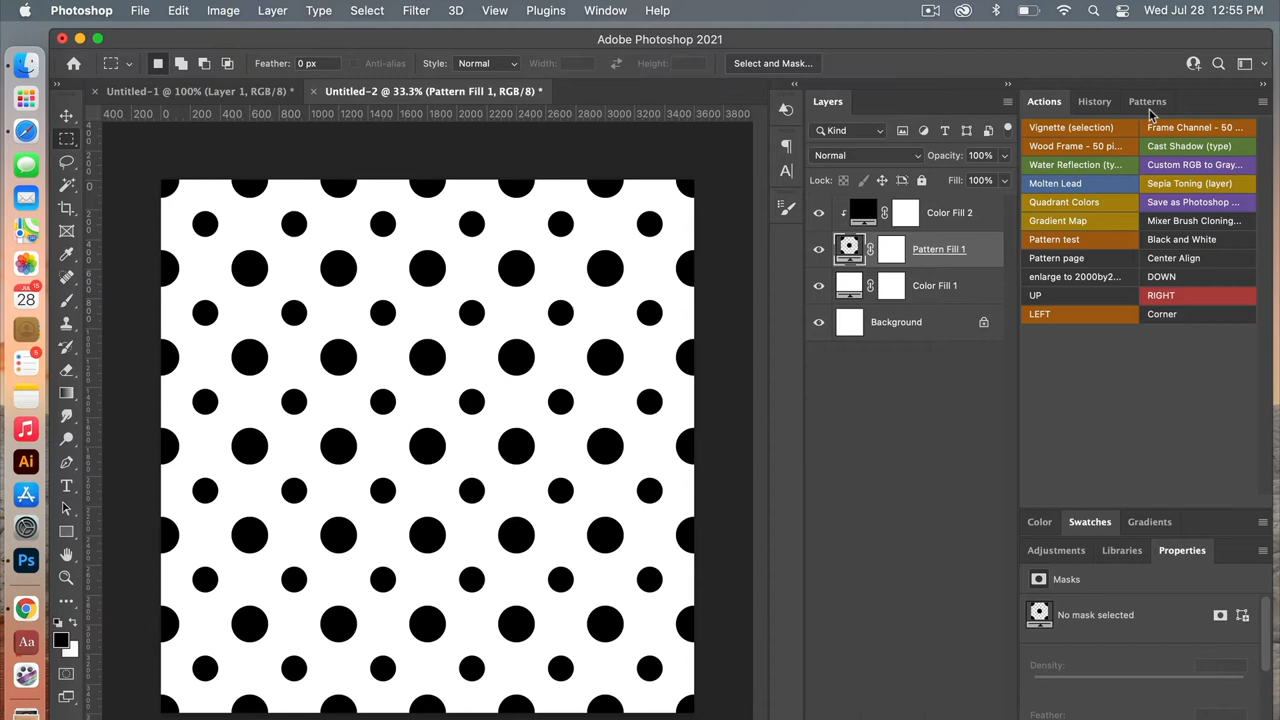 Photoshop File Edit Image Layer Type Select Filter 3D View Plugins Window Help Wed Jul 28 12:55 PM
Adobe Photoshop 2021
Feather: 0 px Anti-alias Style: Normal Width: Height: Select and Mask...
Untitled-1 @ 100% (Layer 1, RGB/8) * Untitled-2 @ 33.3% (Pattern Fill 1, RGB/8) *
400 200 0 200 400 600 800 1000 1200 1400 1600 1800 2000 2200 2400 2600 2800 3000 3200 3400 3600 3800
Layers
Kind
Normal Opacity: 100%
Lock: Fill: 100%
Color Fill 2
Pattern Fill 1
Color Fill 1
Background
Actions History Patterns
Vignette (selection) Frame Channel - 50 ...
Wood Frame - 50 pi... Cast Shadow (type)
Water Reflection (ty... Custom RGB to Gray...
Molten Lead Sepia Toning (layer)
Quadrant Colors Save as Photoshop ...
Gradient Map Mixer Brush Cloning...
Pattern test Black and White
Pattern page Center Align
enlarge to 2000by2... DOWN
UP RIGHT
LEFT Corner
Color Swatches Gradients
Adjustments Libraries Properties
Masks
No mask selected
Density:
Feather:
JUL
28
5
Ai
Ps
Aa